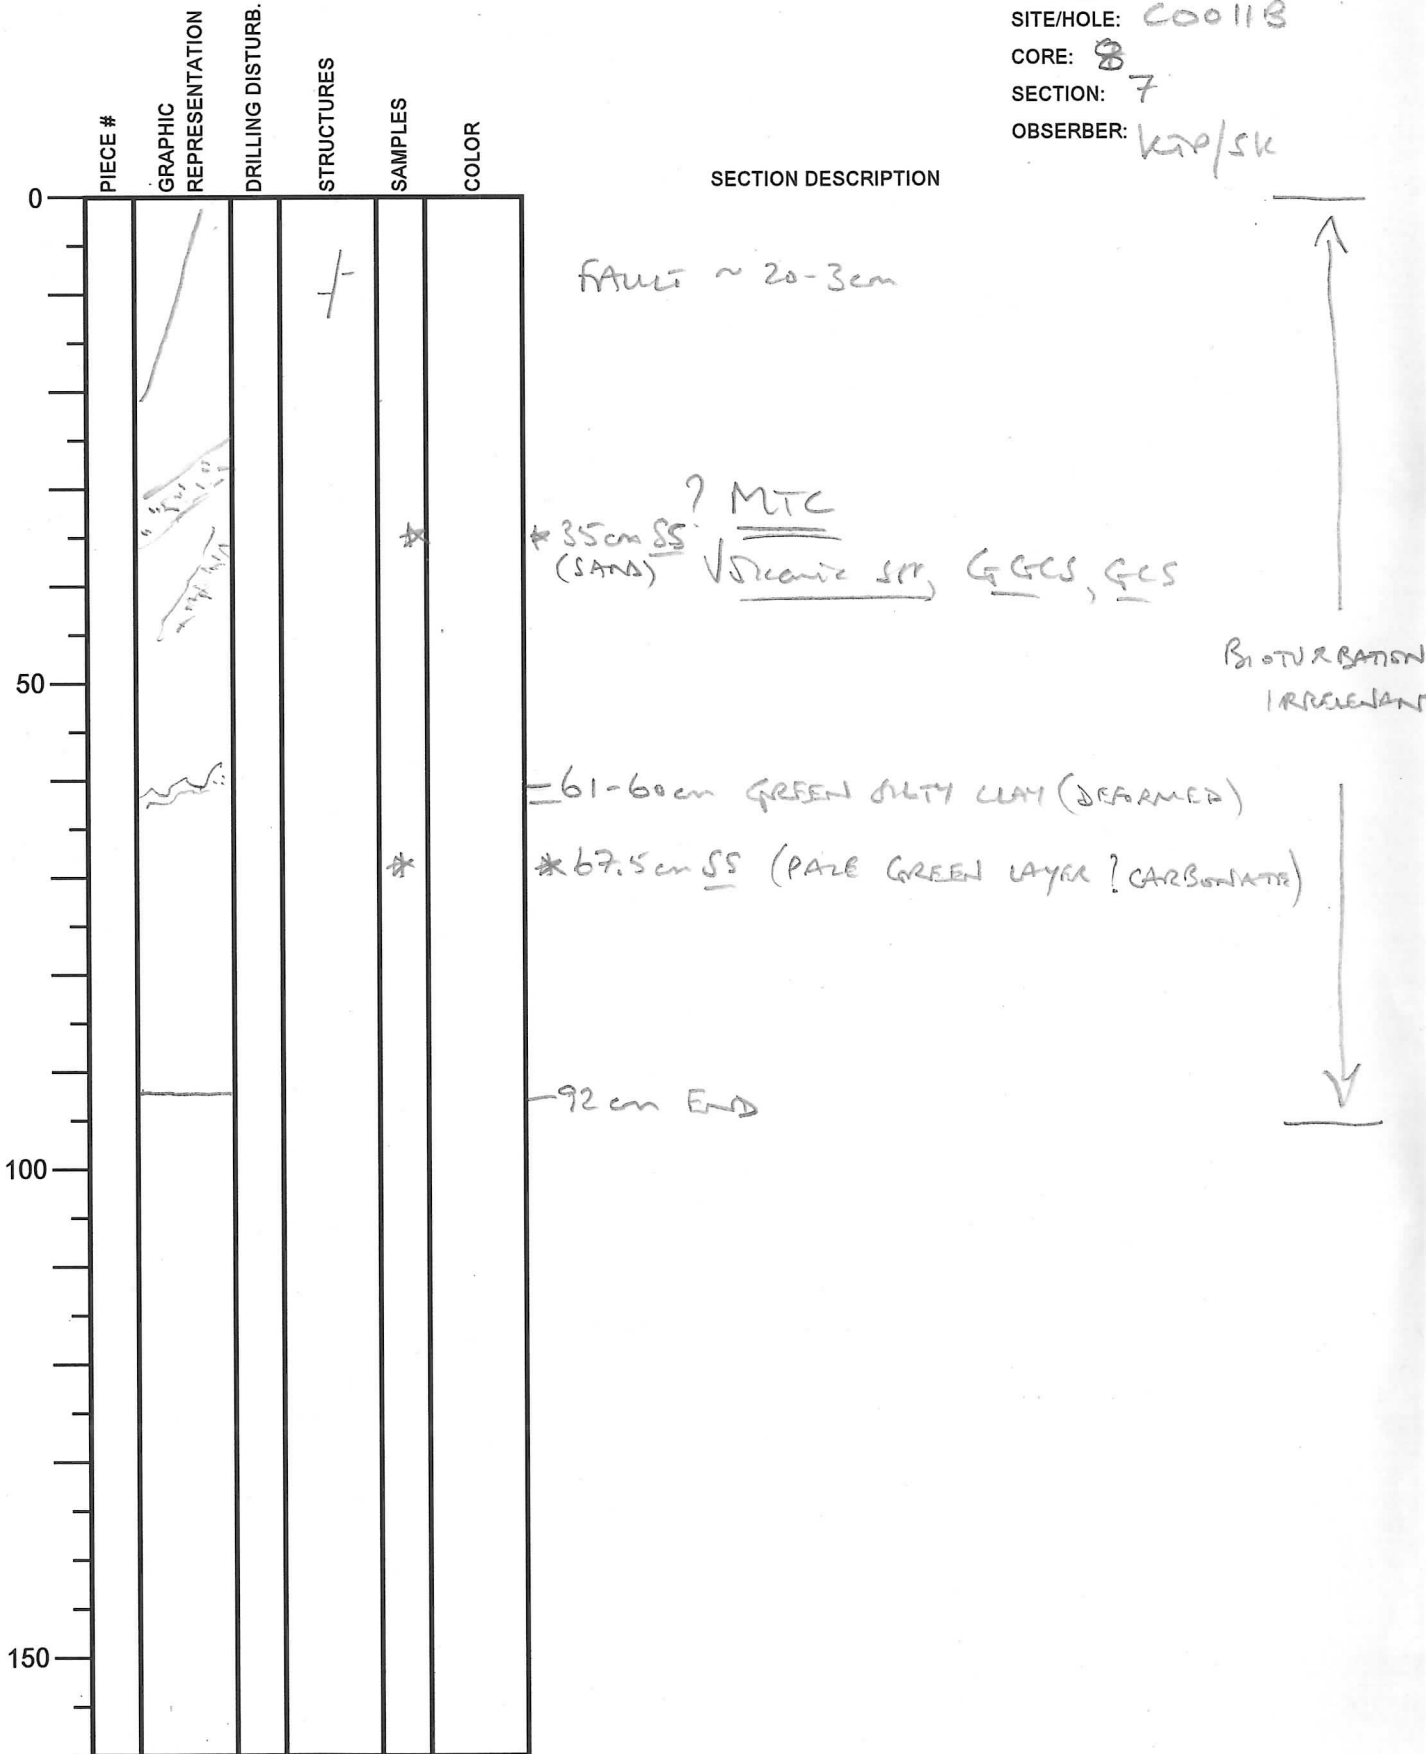 SITE/HOLE: C0011B
CORE: 8
SECTION: 7
OBSERBER: /SK
PIECE #
GRAPHIC REPRESENTATION
DRILLING DISTURB.
STRUCTURES
SAMPLES
COLOR
SECTION DESCRIPTION
0
FAULT ~ 20-3cm
? MTC
* 35cm SS
(SAND) Volcanic sst, GGCS, GCS
50
BIOTURBATION
IRRELEVANT
61-60cm GREEN SILTY CLAY (DEFORMED)
* 67.5cm SS (PALE GREEN LAYER ? CARBONATE)
-92 cm END
100
150